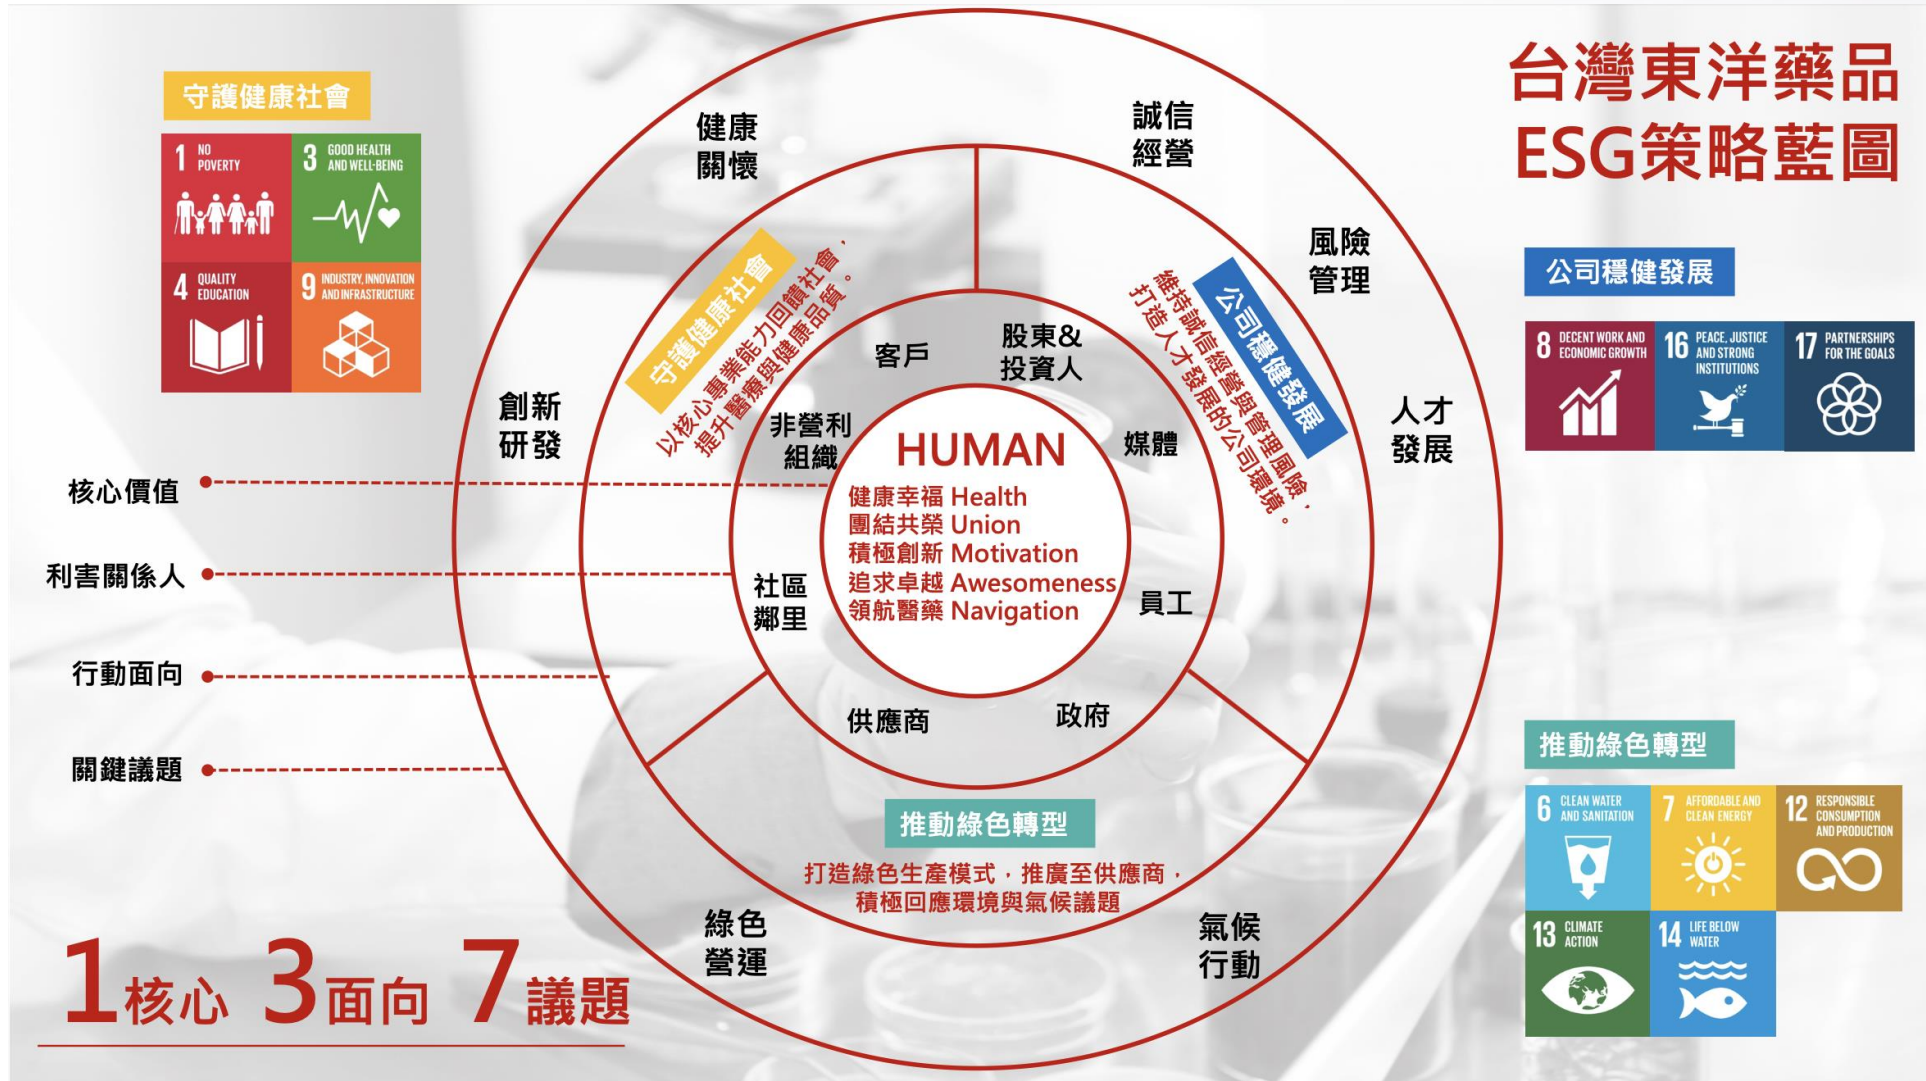 台灣東洋藥品
ESG策略藍圖
守護健康社會
1 NO
POVERTY
3 GOOD HEALTH
AND WELL-BEING
4 QUALITY
EDUCATION
9 INDUSTRY, INNOVATION
AND INFRASTRUCTURE
健康
關懷
誠信
經營
風險
管理
人才
發展
創新
研發
綠色
營運
氣候
行動
守護健康社會
以核心專業能力回饋社會,
提升醫療與健康品質。
公司穩健發展
維持誠信經營與管理風險,
打造人才發展的公司環境。
客戶
股東&
投資人
非營利
組織
媒體
社區
鄰里
員工
供應商
政府
HUMAN
健康幸福 Health
團結共榮 Union
積極創新 Motivation
追求卓越 Awesomeness
領航醫藥 Navigation
推動綠色轉型
打造綠色生產模式,推廣至供應商,
積極回應環境與氣候議題
核心價值
利害關係人
行動面向
關鍵議題
公司穩健發展
8 DECENT WORK AND
ECONOMIC GROWTH
16 PEACE, JUSTICE
AND STRONG
INSTITUTIONS
17 PARTNERSHIPS
FOR THE GOALS
推動綠色轉型
6 CLEAN WATER
AND SANITATION
7 AFFORDABLE AND
CLEAN ENERGY
12 RESPONSIBLE
CONSUMPTION
AND PRODUCTION
13 CLIMATE
ACTION
14 LIFE BELOW
WATER
1核心 3面向 7議題